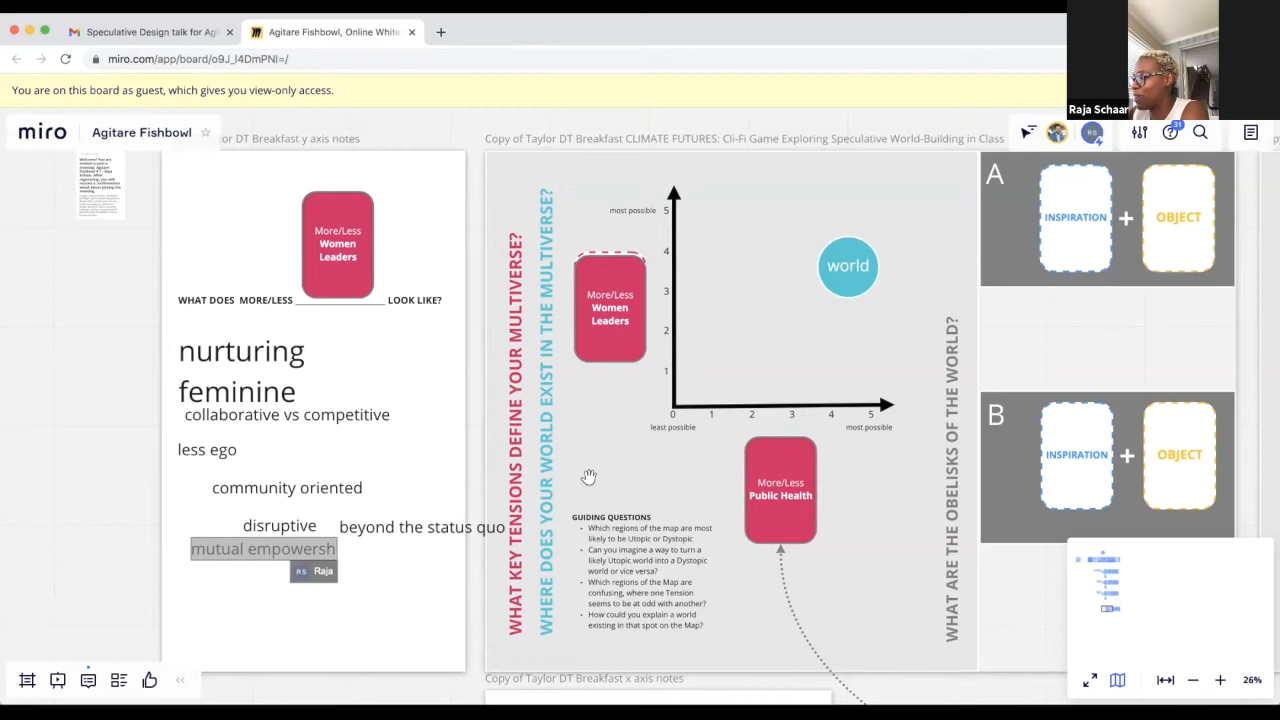 Speculative Design talk for Agi
Agitare Fishbowl, Online White
miro.com/app/board/o9J_l4DmPNI=/
You are on this board as guest, which gives you view-only access.
Raja Schaar
miro
Agitare Fishbowl
31
RS
or DT Breakfast y axis notes
Copy of Taylor DT Breakfast CLIMATE FUTURES: Cli-Fi Game Exploring Speculative World-Building in Class
More/Less
Women
Leaders
WHAT DOES MORE/LESS ____________________ LOOK LIKE?
nurturing
feminine
collaborative vs competitive
less ego
community oriented
disruptive
beyond the status quo
mutual empowersh
RS Raja
WHAT KEY TENSIONS DEFINE YOUR MULTIVERSE?
WHERE DOES YOUR WORLD EXIST IN THE MULTIVERSE?
most possible
5
4
3
2
1
0 1 2 3 4 5
least possible
most possible
More/Less
Women
Leaders
world
More/Less
Public Health
GUIDING QUESTIONS
• Which regions of the map are most
likely to be Utopic or Dystopic
• Can you imagine a way to turn a
likely Utopic world into a Dystopic
world or vice versa?
• Which regions of the Map are
confusing, where one Tension
seems to be at odd with another?
• How could you explain a world
existing in that spot on the Map?
WHAT ARE THE OBELISKS OF THE WORLD?
A
INSPIRATION + OBJECT
B
INSPIRATION + OBJECT
Copy of Taylor DT Breakfast x axis notes
26%